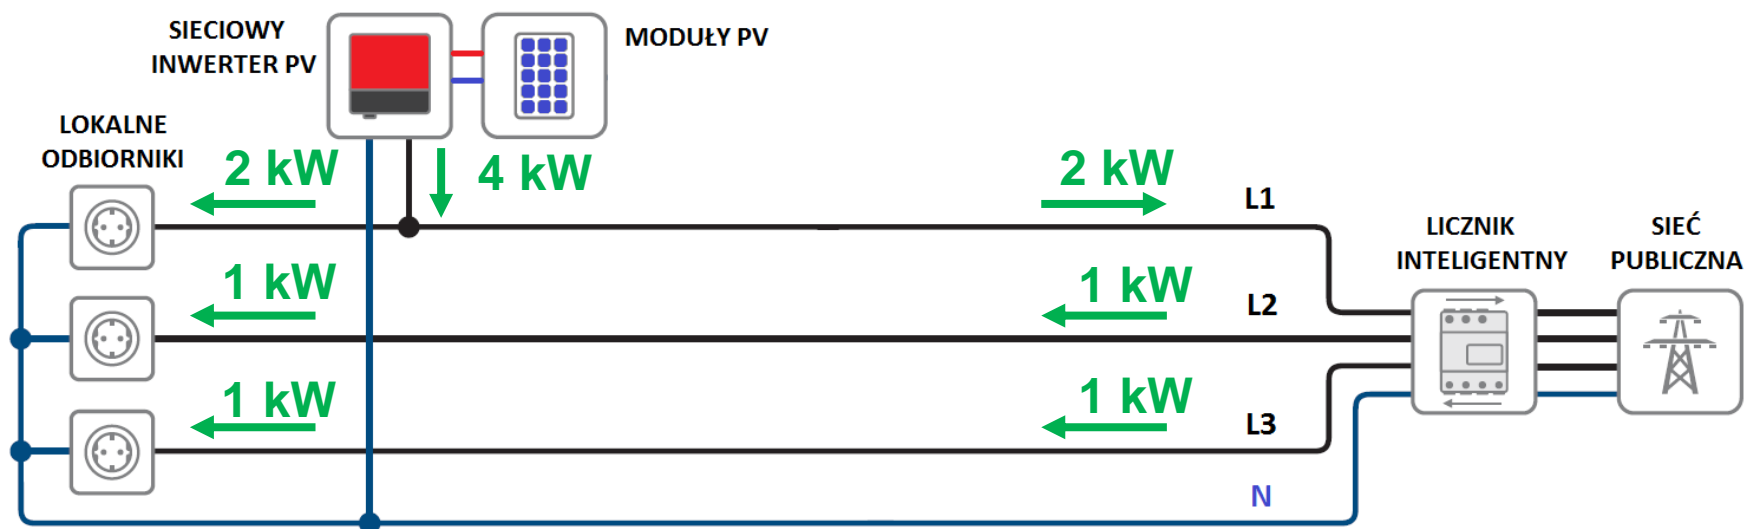 SIECIOWY
INWERTER PV
MODUŁY PV
LOKALNE
ODBIORNIKI
2 kW
4 kW
2 kW
L1
LICZNIK
INTELIGENTNY
SIEĆ
PUBLICZNA
1 kW
1 kW
L2
1 kW
1 kW
L3
N